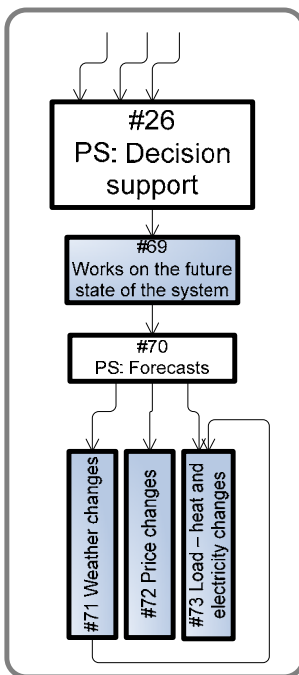 #26
PS: Decision
support
#69
Works on the future
state of the system
#70
PS: Forecasts
#71 Weather changes
#72 Price changes
#73 Load – heat and
electricity changes